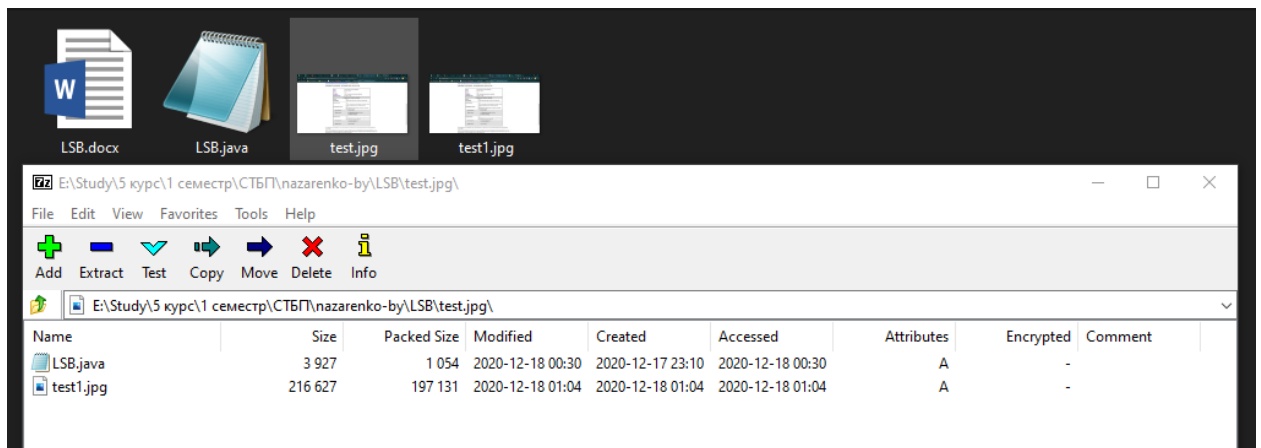 W
LSB.docx LSB.java test.jpg test1.jpg
7z E:\Study\5 курс\1 семестр\СТБП\nazarenko-by\LSB\test.jpg\
File Edit View Favorites Tools Help
Add Extract Test Copy Move Delete Info
E:\Study\5 курс\1 семестр\СТБП\nazarenko-by\LSB\test.jpg\
Name Size Packed Size Modified Created Accessed Attributes Encrypted Comment
LSB.java 3 927 1 054 2020-12-18 00:30 2020-12-17 23:10 2020-12-18 00:30 A -
test1.jpg 216 627 197 131 2020-12-18 01:04 2020-12-18 01:04 2020-12-18 01:04 A -